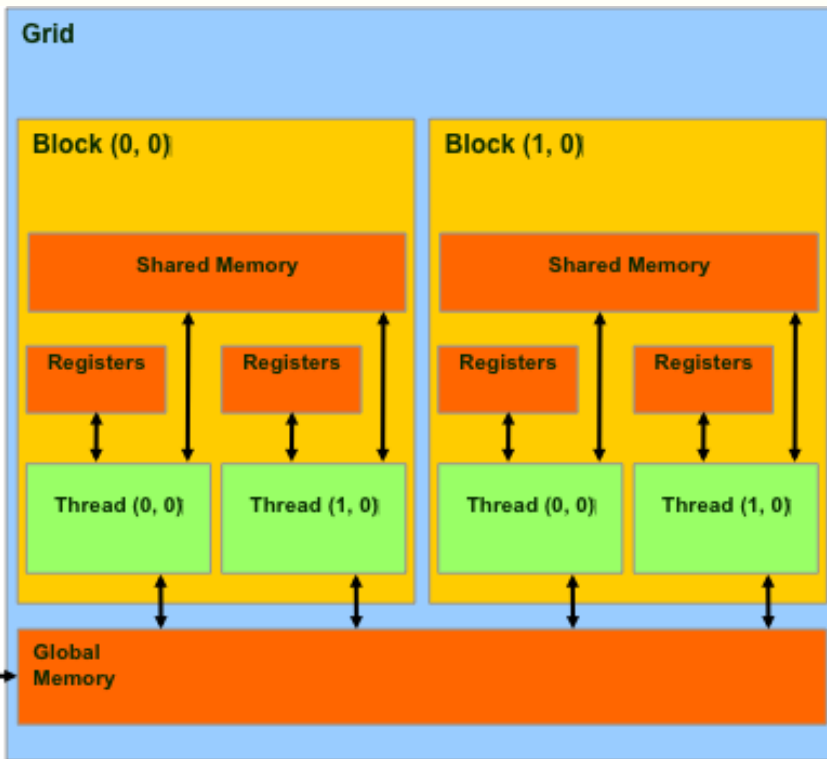 Grid
Block (0, 0)
Block (1, 0)
Shared Memory
Shared Memory
Registers
Registers
Registers
Registers
Thread (0, 0)
Thread (1, 0)
Thread (0, 0)
Thread (1, 0)
Global
Memory